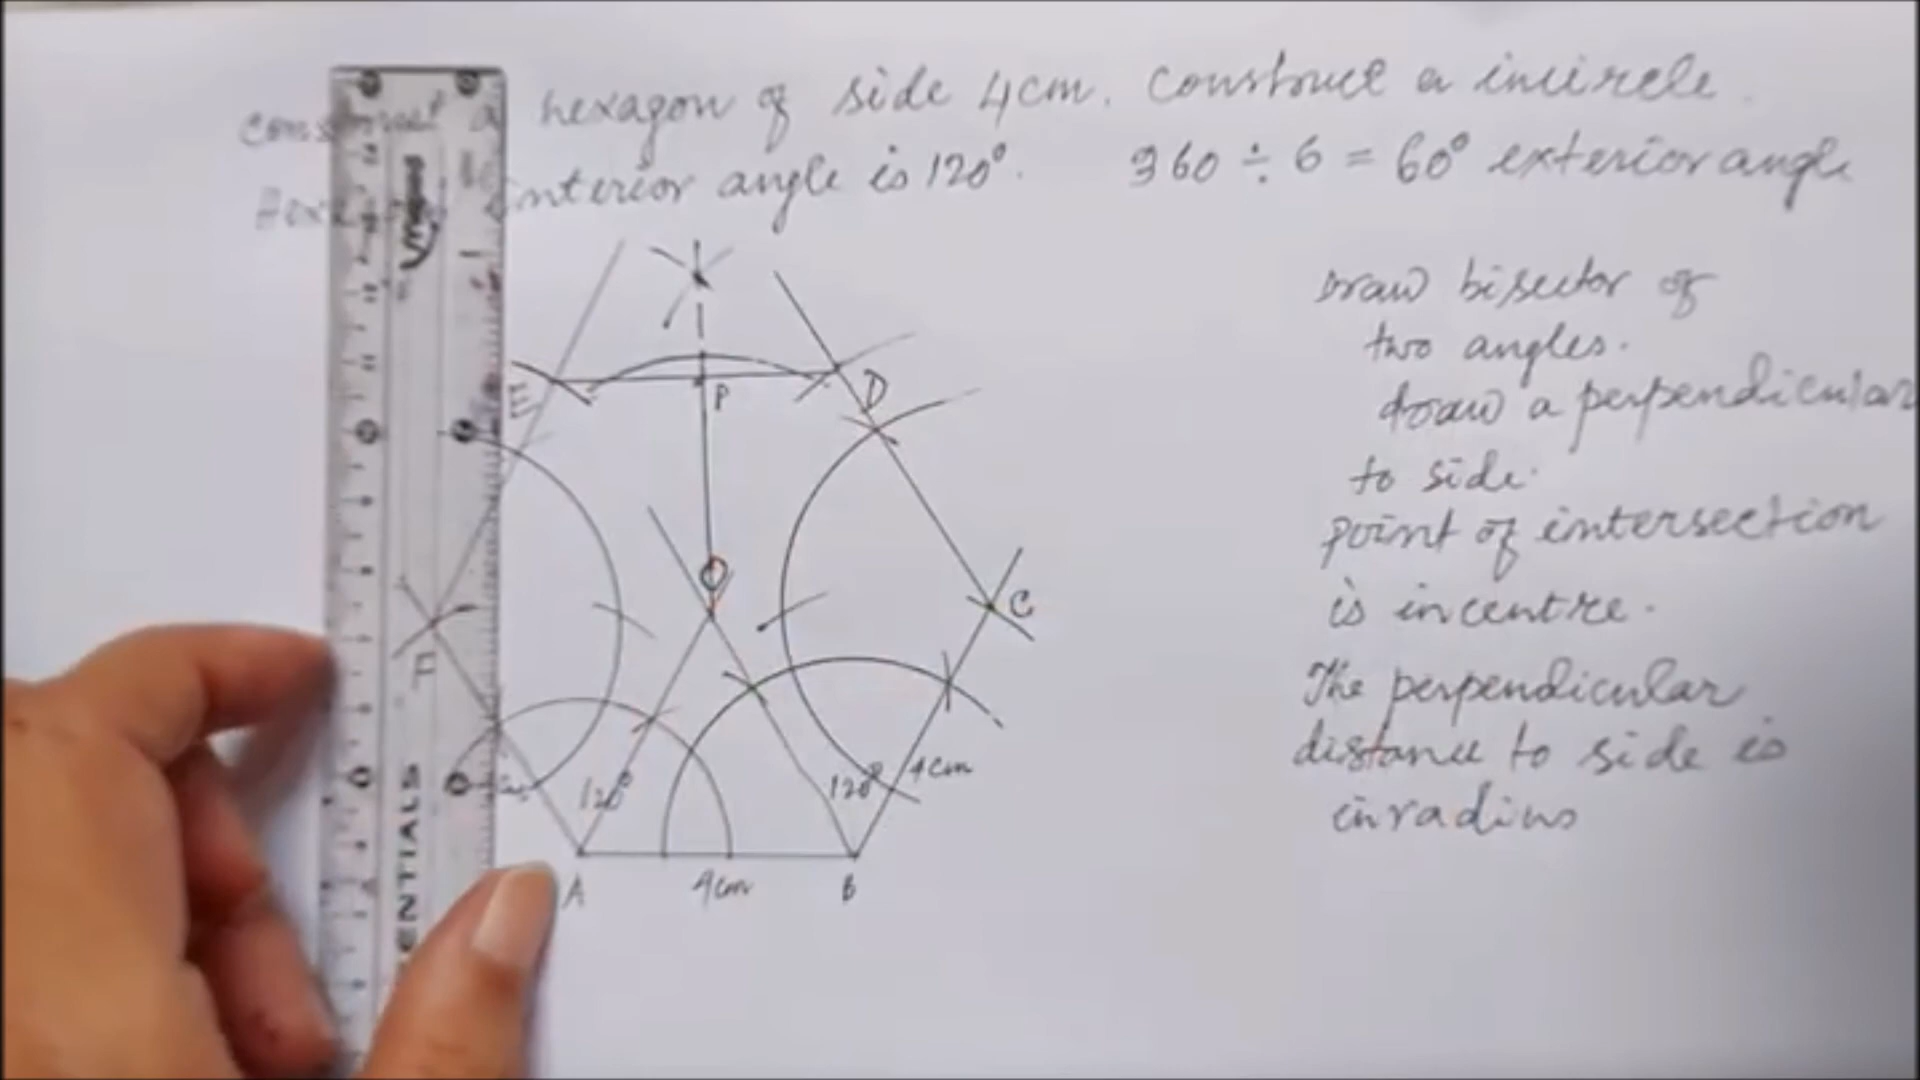 construct a hexagon of side 4cm. construct a incircle.
interior angle is 120°. 360 ÷ 6 = 60° exterior angle
Draw bisector of
two angles.
draw a perpendicular
to side.
point of intersection
is incentre.
The perpendicular
distance to side is
inradius
E
P
D
O
C
F
120°
120°
4cm
A
4cm
B
ENTIALS